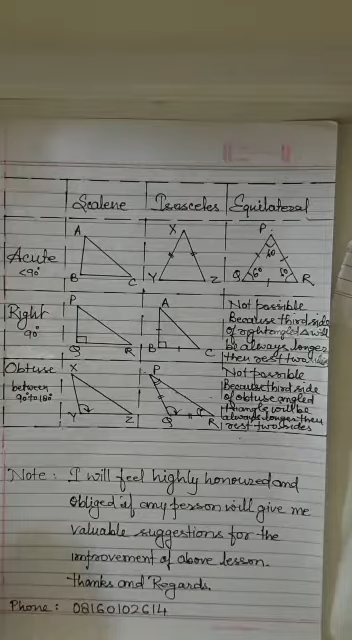 Scalene Isosceles Equilateral
Acute
<90°
A
B
C
X
Y
Z
P
60
Q 6° 60 R
Right
90°
P
Q
R
A
B
C
Not possible
Because third side
of right angled Δ will
be always longer
then rest two sides
Obtuse
between
90° to 180°
X
Y
Z
P
Q
R
Not possible
Because third side
of obtuse angled
triangle will be
always longer then
rest two sides
Note: I will feel highly honoured and
obliged if any person will give me
valuable suggestions for the
improvement of above lesson.
Thanks and Regards.
Phone: 08160102614